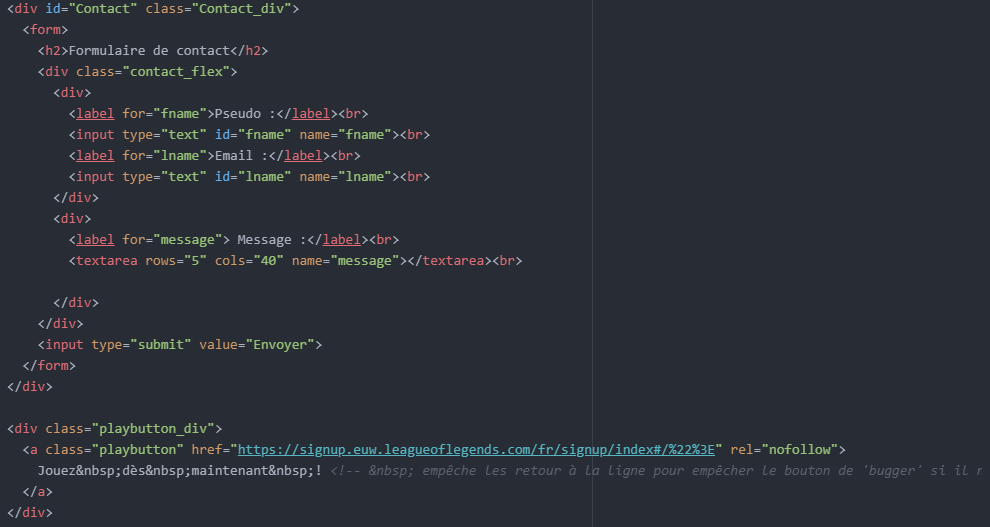 <div id="Contact" class="Contact_div">
<form>
<h2>Formulaire de contact</h2>
<div class="contact_flex">
<div>
<label for="fname">Pseudo :</label><br>
<input type="text" id="fname" name="fname"><br>
<label for="lname">Email :</label><br>
<input type="text" id="lname" name="lname"><br>
</div>
<div>
<label for="message"> Message :</label><br>
<textarea rows="5" cols="40" name="message"></textarea><br>
</div>
</div>
<input type="submit" value="Envoyer">
</form>
</div>
<div class="playbutton_div">
<a class="playbutton" href="https://signup.euw.leagueoflegends.com/fr/signup/index#/%22%3E" rel="nofollow">
Jouez&nbsp;dès&nbsp;maintenant&nbsp;! <!-- &nbsp; empêche les retour à la ligne pour empêcher le bouton de 'bugger' si il
</a>
</div>